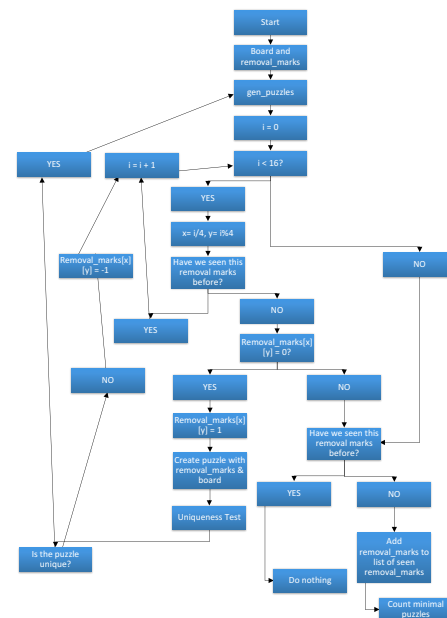 Start
Board and
removal_marks
gen_puzzles
i = 0
YES
i = i + 1
i < 16?
YES
x= i/4, y= i%4
Removal_marks[x]
[y] = -1
Have we seen this
removal marks
before?
NO
NO
YES
Removal_marks[x]
[y] = 0?
NO
YES
NO
Removal_marks[x]
[y] = 1
Have we seen this
removal marks
before?
Create puzzle with
removal_marks &
board
YES
NO
Uniqueness Test
Is the puzzle
unique?
Add
removal_marks to
list of seen
removal_marks
Do nothing
Count minimal
puzzles